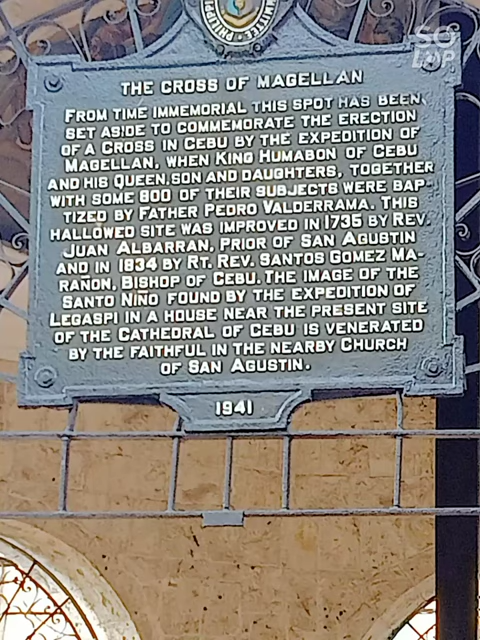 PHILIPPI
MITTEE
SO
LUP
THE CROSS OF MAGELLAN
FROM TIME IMMEMORIAL THIS SPOT HAS BEEN
SET ASIDE TO COMMEMORATE THE ERECTION
OF A CROSS IN CEBU BY THE EXPEDITION OF
MAGELLAN, WHEN KING HUMABON OF CEBU
AND HIS QUEEN, SON AND DAUGHTERS, TOGETHER
WITH SOME 800 OF THEIR SUBJECTS WERE BAP-
TIZED BY FATHER PEDRO VALDERRAMA. THIS
HALLOWED SITE WAS IMPROVED IN 1735 BY REV.
JUAN ALBARRAN, PRIOR OF SAN AGUSTIN
AND IN 1834 BY RT. REV. SANTOS GOMEZ MA-
RANON, BISHOP OF CEBU. THE IMAGE OF THE
SANTO NINO FOUND BY THE EXPEDITION OF
LEGASPI IN A HOUSE NEAR THE PRESENT SITE
OF THE CATHEDRAL OF CEBU IS VENERATED
BY THE FAITHFUL IN THE NEARBY CHURCH
OF SAN AGUSTIN.
1941